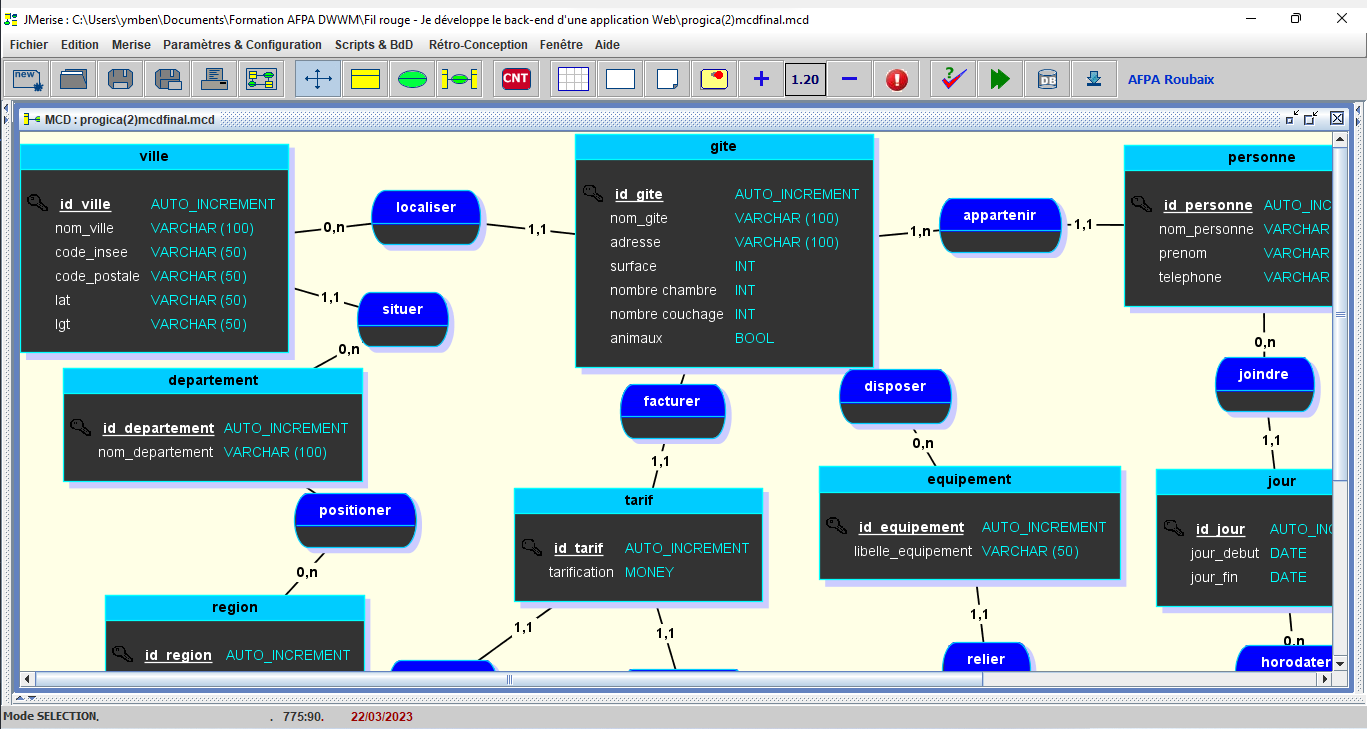 JMerise : C:\Users\ymben\Documents\Formation AFPA DWWM\Fil rouge - Je développe le back-end d'une application Web\progica(2)mcdfinal.mcd
Fichier Edition Merise Paramètres & Configuration Scripts & BdD Rétro-Conception Fenêtre Aide
new CNT 1.20 DB AFPA Roubaix
MCD : progica(2)mcdfinal.mcd
ville
id_ville AUTO_INCREMENT
nom_ville VARCHAR (100)
code_insee VARCHAR (50)
code_postale VARCHAR (50)
lat VARCHAR (50)
lgt VARCHAR (50)
0,n
localiser
1,1
gite
id_gite AUTO_INCREMENT
nom_gite VARCHAR (100)
adresse VARCHAR (100)
surface INT
nombre chambre INT
nombre couchage INT
animaux BOOL
1,n
appartenir
1,1
personne
id_personne AUTO_INC
nom_personne VARCHAR
prenom VARCHAR
telephone VARCHAR
1,1
situer
0,n
departement
id_departement AUTO_INCREMENT
nom_departement VARCHAR (100)
positioner
0,n
region
id_region AUTO_INCREMENT
facturer
1,1
tarif
id_tarif AUTO_INCREMENT
tarification MONEY
1,1
1,1
disposer
0,n
equipement
id_equipement AUTO_INCREMENT
libelle_equipement VARCHAR (50)
1,1
relier
0,n
joindre
1,1
jour
id_jour AUTO_INC
jour_debut DATE
jour_fin DATE
0,n
horodater
Mode SELECTION. . 775:90. 22/03/2023